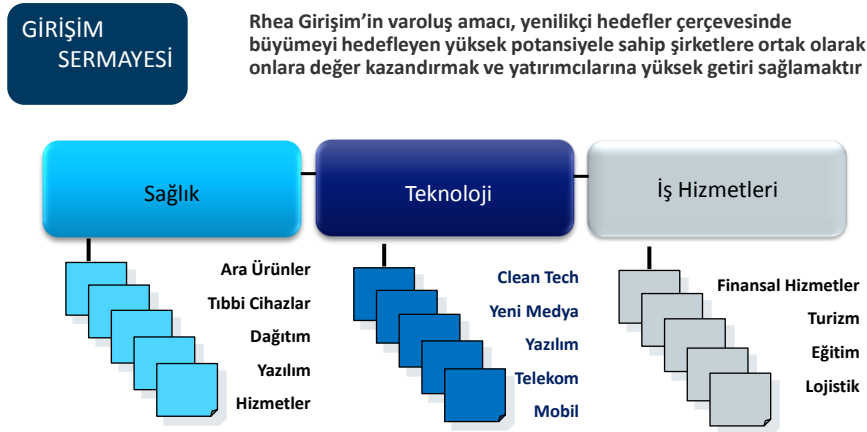 GİRİŞİM
SERMAYESİ
Rhea Girişim’in varoluş amacı, yenilikçi hedefler çerçevesinde
büyümeyi hedefleyen yüksek potansiyele sahip şirketlere ortak olarak
onlara değer kazandırmak ve yatırımcılarına yüksek getiri sağlamaktır
Sağlık
Teknoloji
İş Hizmetleri
Ara Ürünler
Tıbbi Cihazlar
Dağıtım
Yazılım
Hizmetler
Clean Tech
Yeni Medya
Yazılım
Telekom
Mobil
Finansal Hizmetler
Turizm
Eğitim
Lojistik